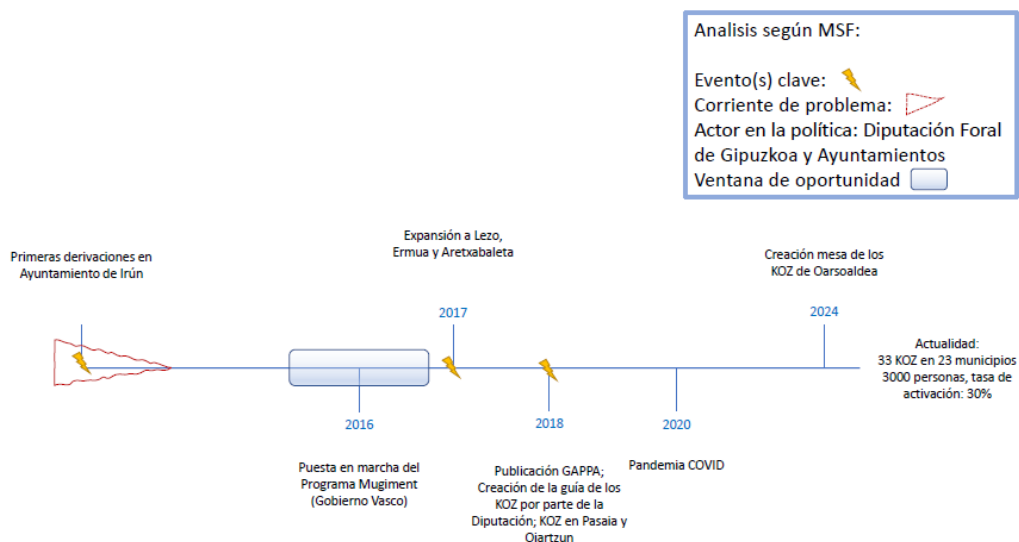 Analisis según MSF:
Evento(s) clave:
Corriente de problema:
Actor en la política: Diputación Foral
de Gipuzkoa y Ayuntamientos
Ventana de oportunidad
Primeras derivaciones en
Ayuntamiento de Irún
Expansión a Lezo,
Ermua y Aretxabaleta
Creación mesa de los
KOZ de Oarsoaldea
2017
2024
Actualidad:
33 KOZ en 23 municipios
3000 personas, tasa de
activación: 30%
2016
2018
2020
Puesta en marcha del
Programa Mugiment
(Gobierno Vasco)
Publicación GAPPA;
Creación de la guía de los
KOZ por parte de la
Diputación; KOZ en Pasaia y
Oiartzun
Pandemia COVID